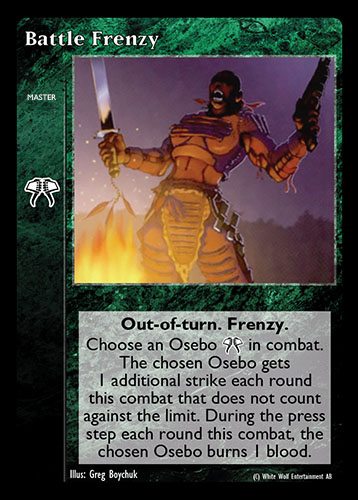 Battle Frenzy
MASTER
Out-of-turn. Frenzy.
Choose an Osebo in combat.
The chosen Osebo gets
1 additional strike each round
this combat that does not count
against the limit. During the press
step each round this combat, the
chosen Osebo burns 1 blood.
Illus: Greg Boychuk
(C) White Wolf Entertainment AB